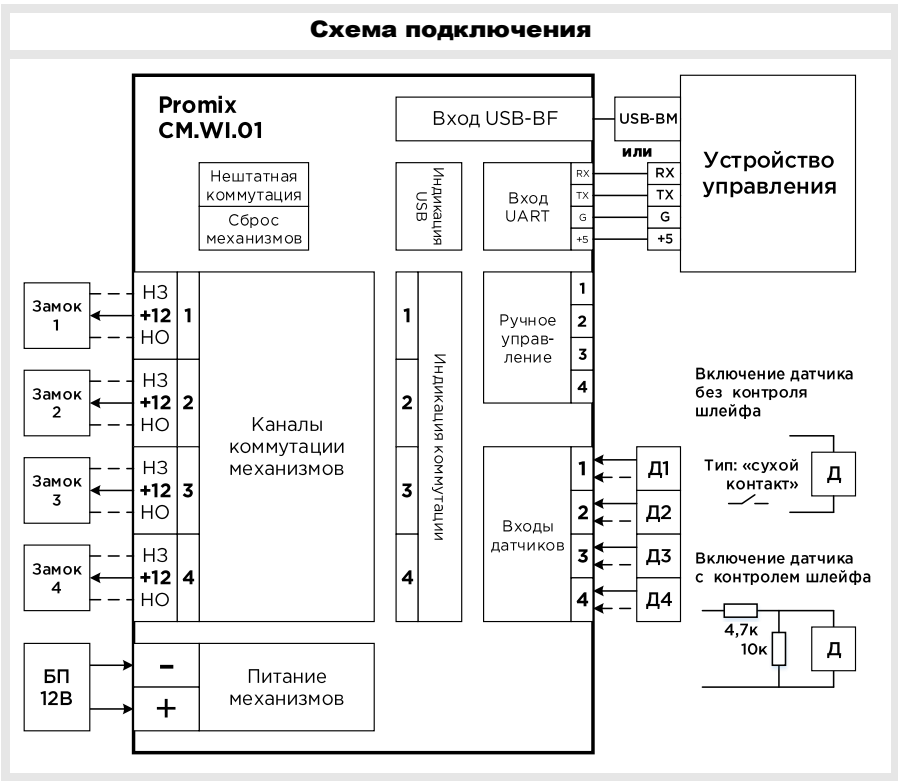 Схема подключения
Promix
CM.WI.01
Вход USB-BF
USB-BM
или
Устройство
управления
Нештатная
коммутация
Сброс
механизмов
Индикация
USB
Вход
UART
RX
TX
G
+5
RX
TX
G
+5
Замок
1
НЗ
+12
НО
1
Замок
2
НЗ
+12
НО
2
Замок
3
НЗ
+12
НО
3
Замок
4
НЗ
+12
НО
4
Каналы
коммутации
механизмов
1
2
3
4
Индикация коммутации
Ручное
управ-
ление
1
2
3
4
Входы
датчиков
1
2
3
4
Д1
Д2
Д3
Д4
Включение датчика
без контроля
шлейфа
Тип: «сухой
контакт»
Д
Включение датчика
с контролем шлейфа
4,7к
10к
Д
БП
12В
-
+
Питание
механизмов